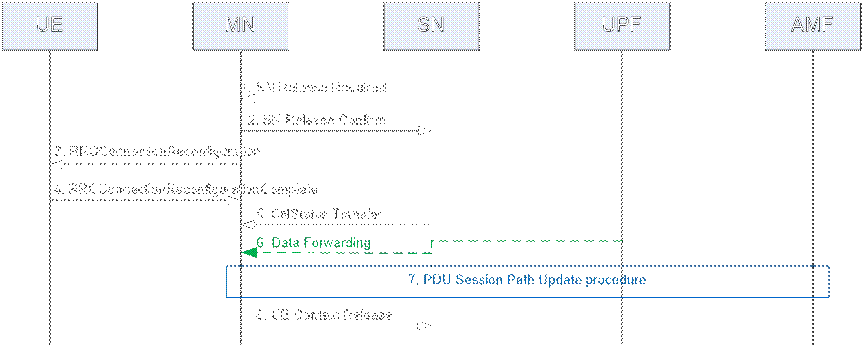 UE
MN
SN
UPF
AMF
1. SN Release Required
2. SN Release Confirm
3. RRCConnectionReconfiguration
4. RRCConnectionReconfigurationComplete
5. SN Status Transfer
6. Data Forwarding
7. PDU Session Path Update procedure
8. UE Context Release